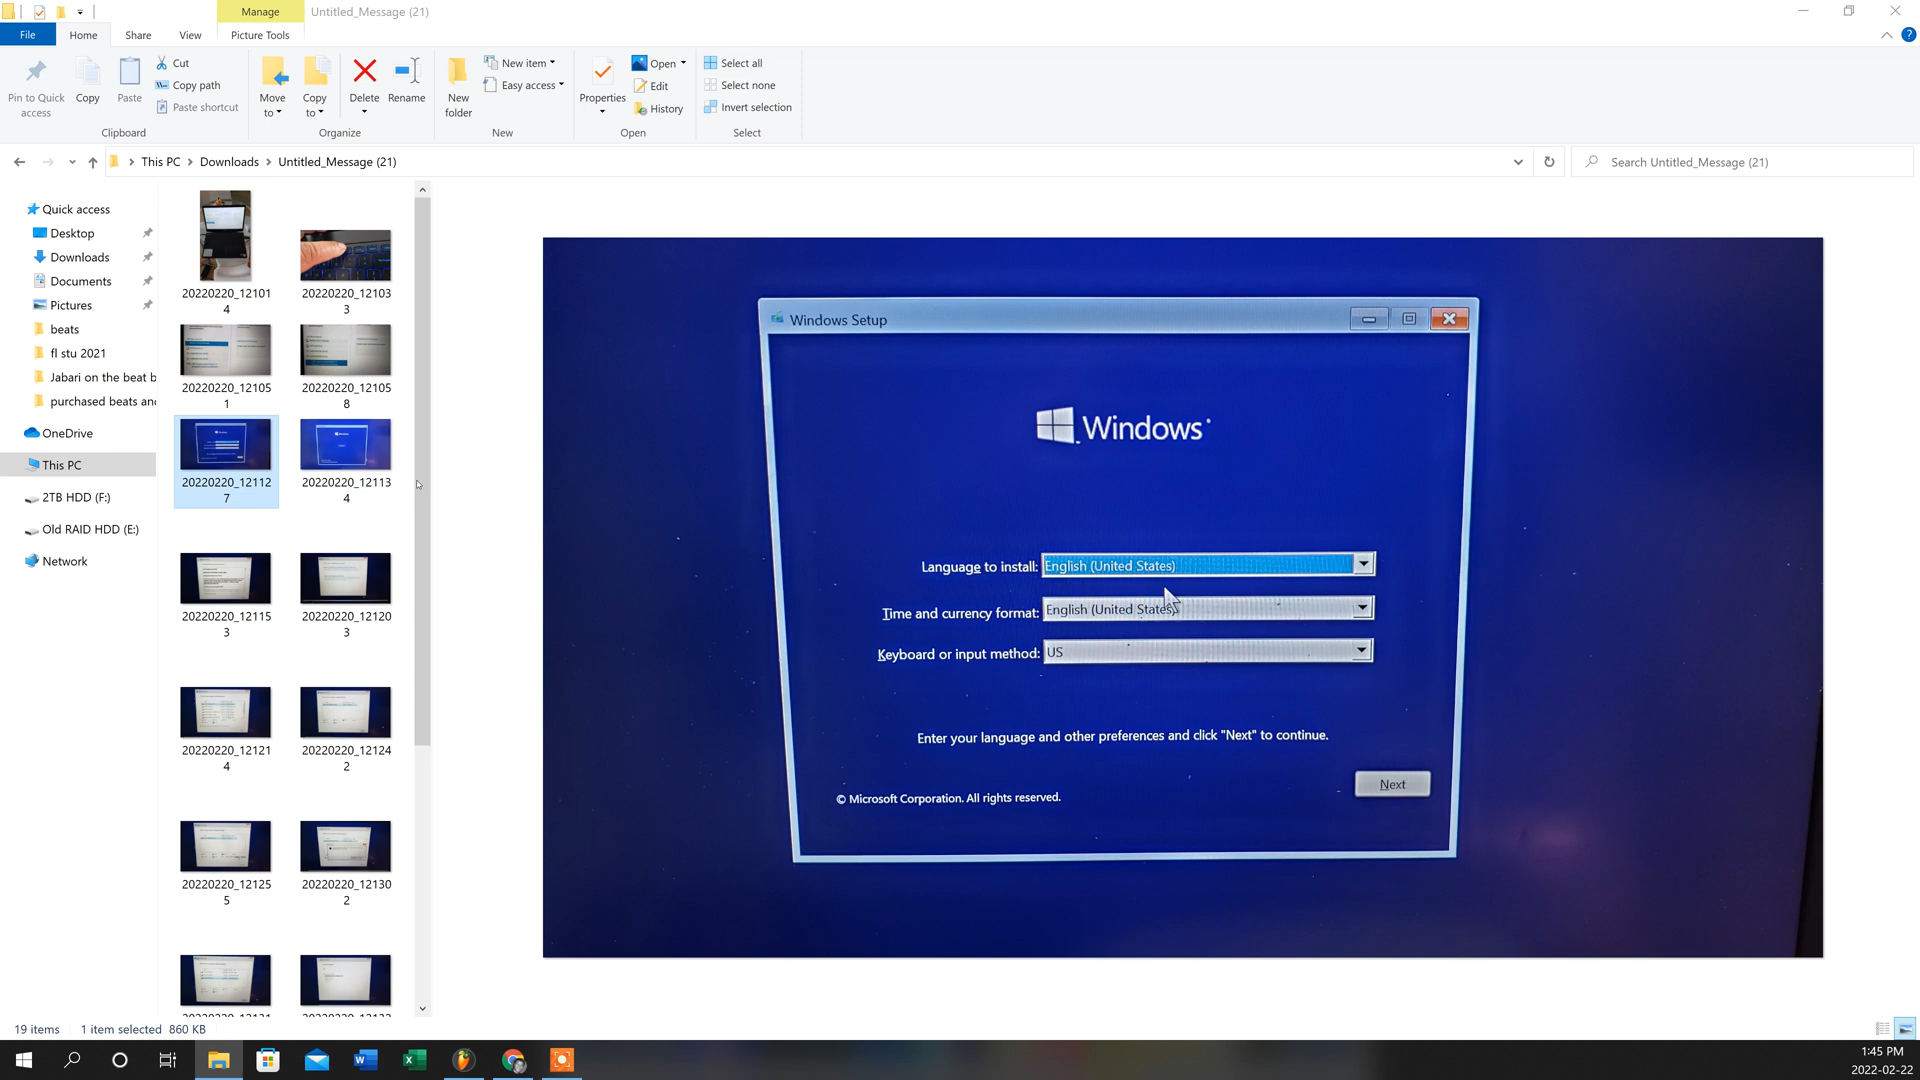 Manage
Untitled_Message (21)
File
Home
Share
View
Picture Tools
Pin to Quick access
Copy
Paste
Cut
Copy path
Paste shortcut
Clipboard
Move to
Copy to
Delete
Rename
Organize
New folder
New item
Easy access
New
Properties
Open
Edit
History
Open
Select all
Select none
Invert selection
Select
This PC
Downloads
Untitled_Message (21)
Search Untitled_Message (21)
Quick access
Desktop
Downloads
Documents
Pictures
beats
fl stu 2021
Jabari on the beat b
purchased beats an
OneDrive
This PC
2TB HDD (F:)
Old RAID HDD (E:)
Network
20220220_121014
20220220_121033
20220220_121051
20220220_121058
20220220_121127
20220220_121134
20220220_121153
20220220_121203
20220220_121214
20220220_121242
20220220_121255
20220220_121302
Windows Setup
Windows
Language to install: English (United States)
Time and currency format: English (United States)
Keyboard or input method: US
Enter your language and other preferences and click "Next" to continue.
Next
© Microsoft Corporation. All rights reserved.
19 items
1 item selected 860 KB
1:45 PM
2022-02-22